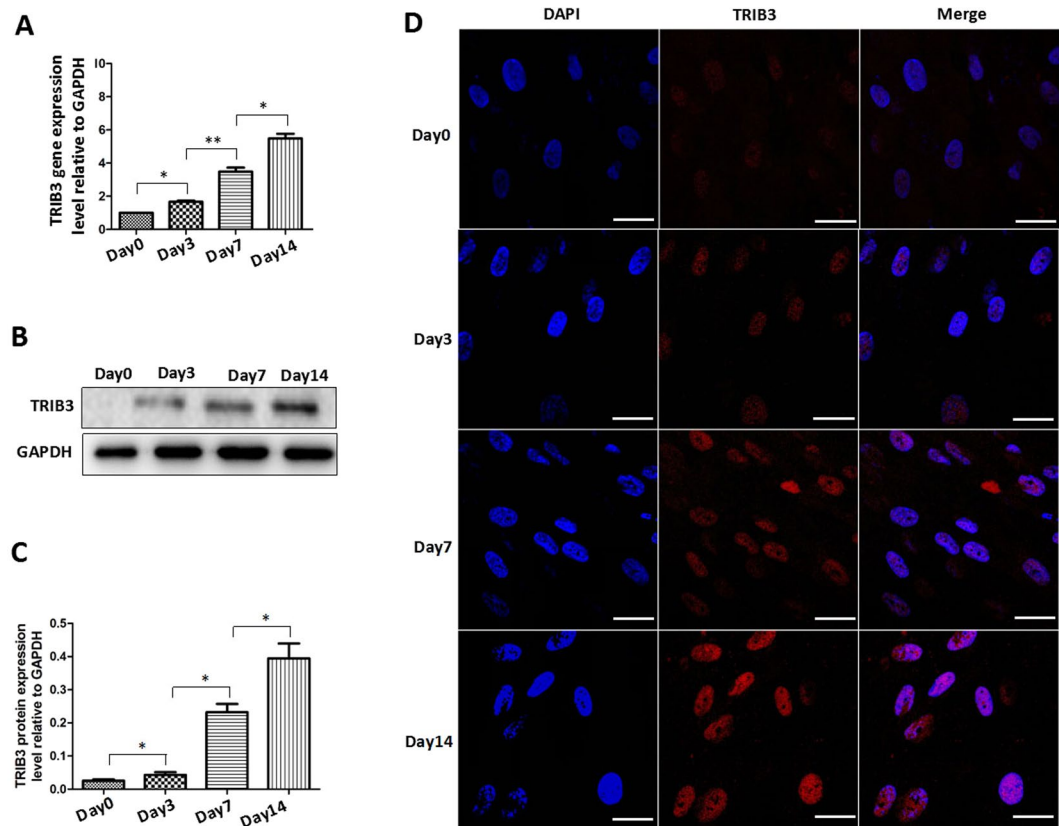 A
TRIB3 gene expression
level relative to GAPDH
10
8
6
4
2
0
*
**
*
Day0
Day3
Day7
Day14
B
Day0 Day3 Day7 Day14
TRIB3
GAPDH
C
TRIB3 protein expression
level relative to GAPDH
0.5
0.4
0.3
0.2
0.1
0.0
*
*
*
Day0
Day3
Day7
Day14
D
DAPI TRIB3 Merge
Day0
Day3
Day7
Day14